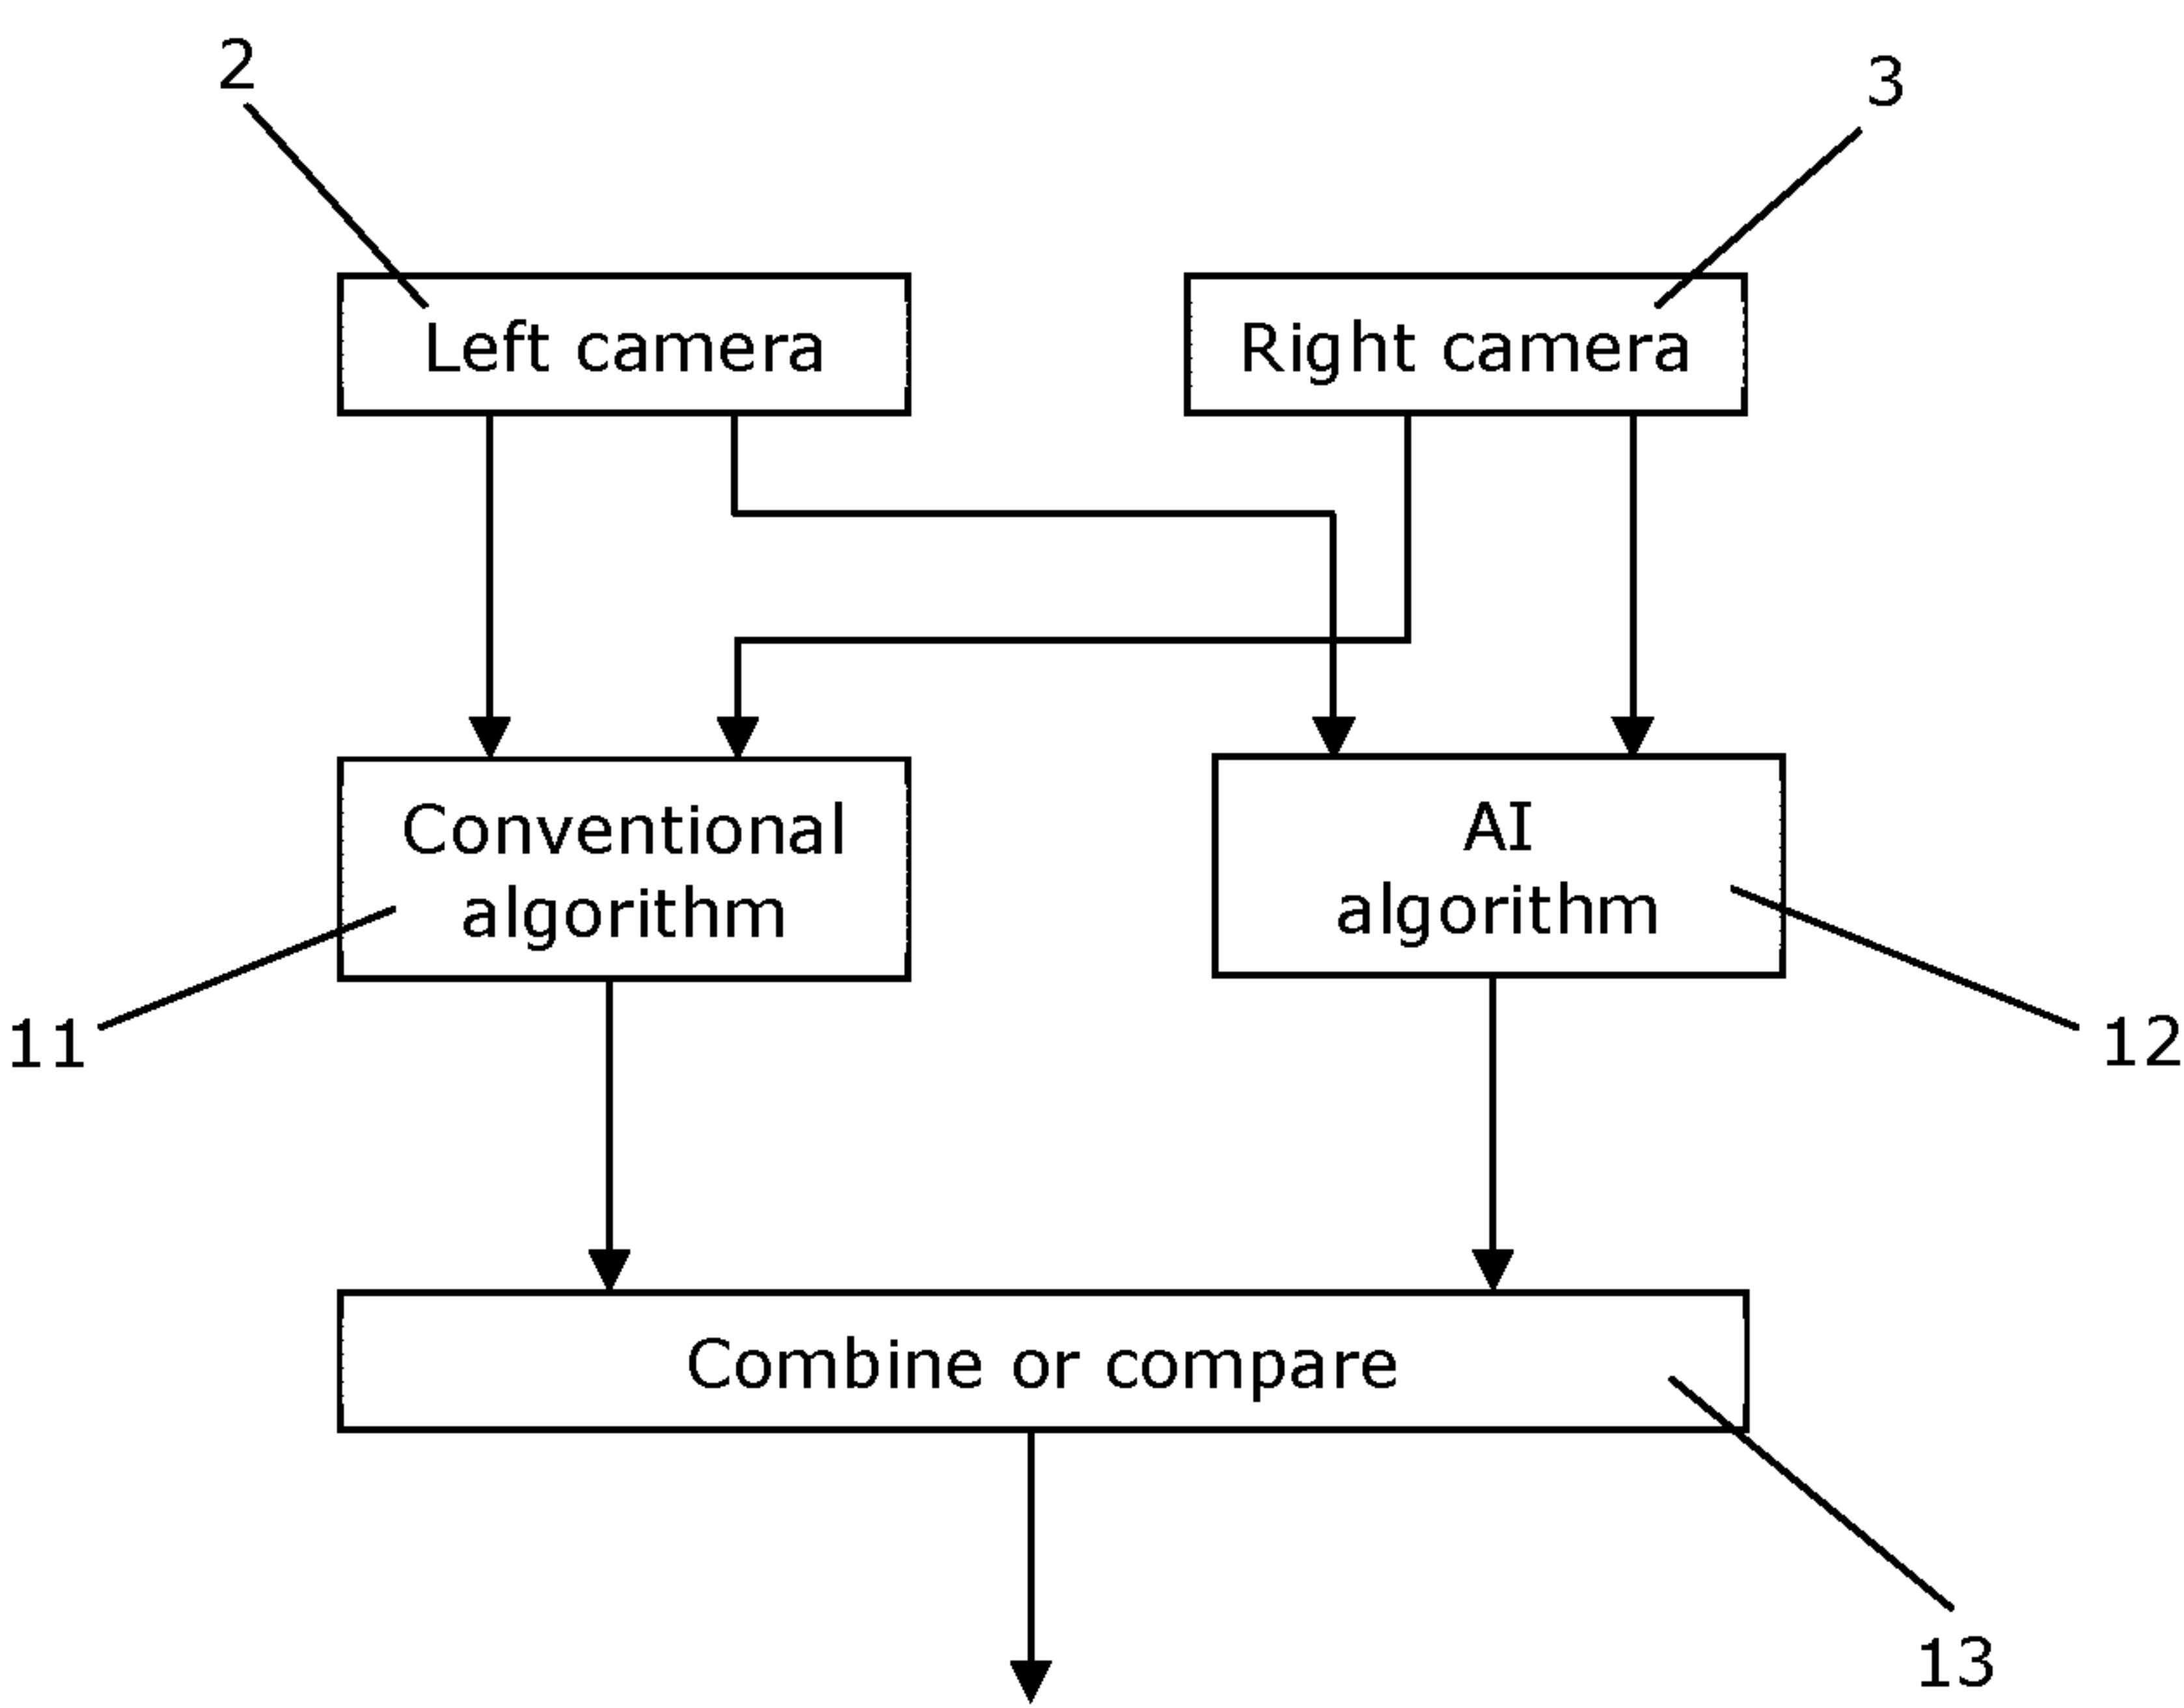 2
3
Left camera
Right camera
Conventional
algorithm
AI
algorithm
11
12
Combine or compare
13